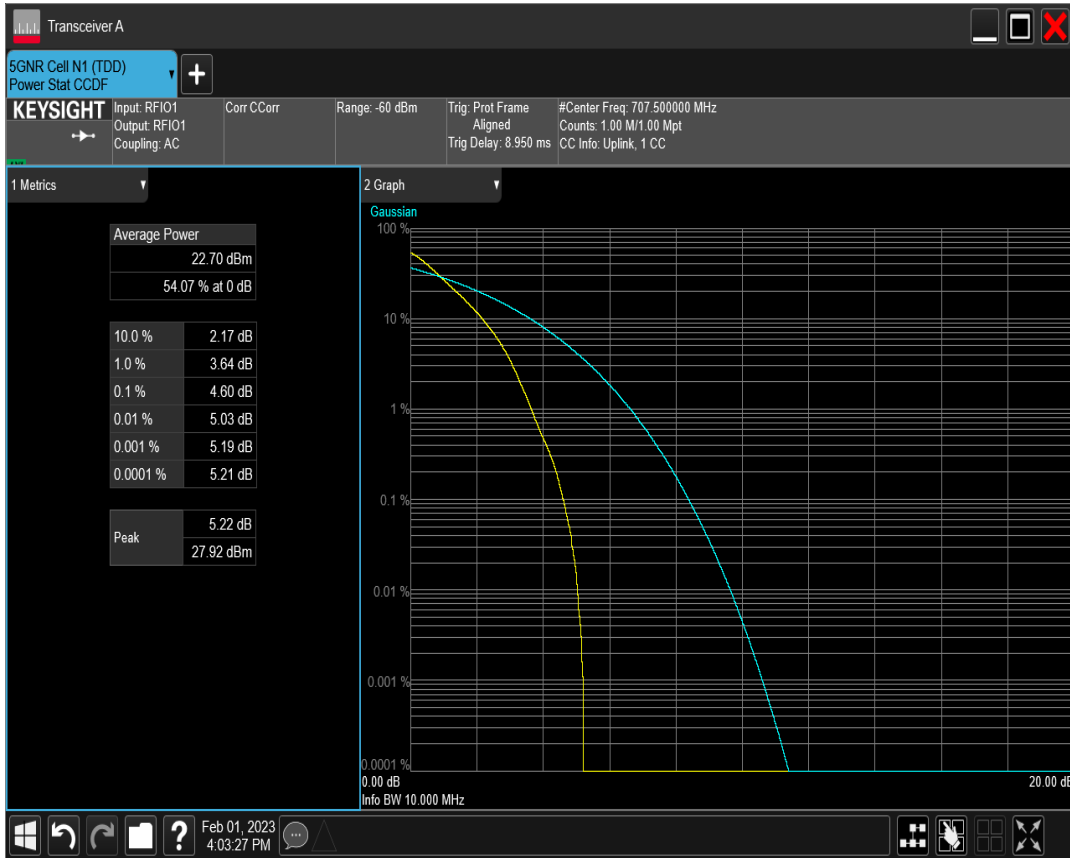 Transceiver A
5GNR Cell N1 (TDD)
Power Stat CCDF
+
KEYSIGHT
Input: RFIO1
Output: RFIO1
Coupling: AC
Corr CCorr
Range: -60 dBm
Trig: Prot Frame
Aligned
Trig Delay: 8.950 ms
#Center Freq: 707.500000 MHz
Counts: 1.00 M/1.00 Mpt
CC Info: Uplink, 1 CC
1 Metrics
Average Power
22.70 dBm
54.07 % at 0 dB
10.0 % 2.17 dB
1.0 % 3.64 dB
0.1 % 4.60 dB
0.01 % 5.03 dB
0.001 % 5.19 dB
0.0001 % 5.21 dB
Peak
5.22 dB
27.92 dBm
2 Graph
Gaussian
100 %
10 %
1 %
0.1 %
0.01 %
0.001 %
0.0001 %
0.00 dB
20.00 dB
Info BW 10.000 MHz
?
Feb 01, 2023
4:03:27 PM